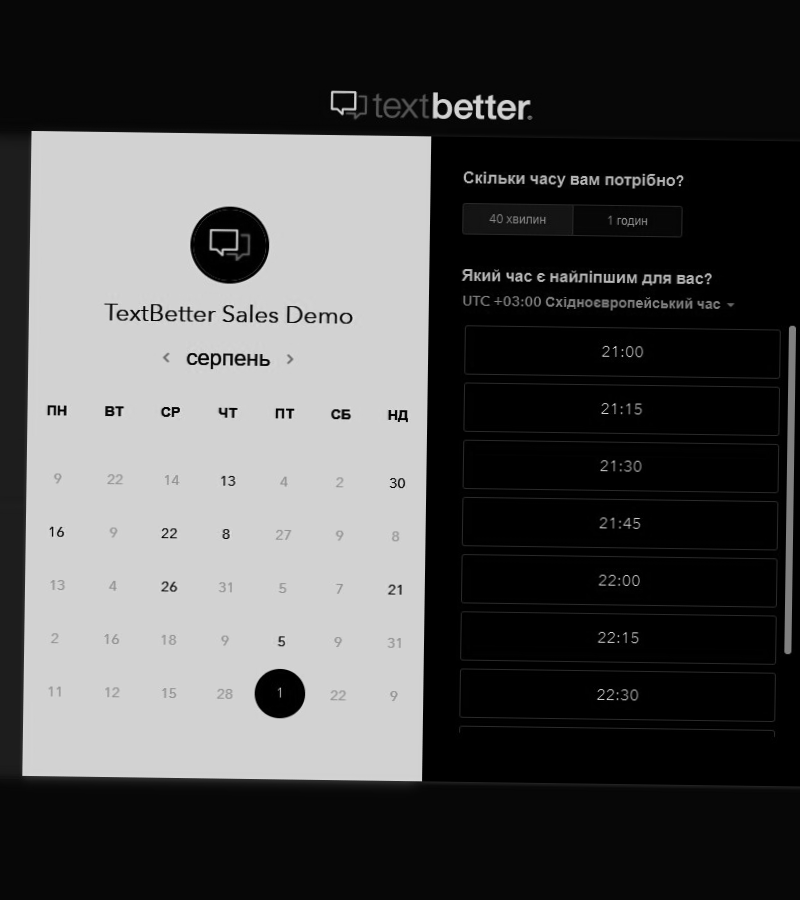 textbetter.
TextBetter Sales Demo
серпень
ПН ВТ СР ЧТ ПТ СБ НД
9 22 14 13 4 2 30
16 9 22 8 27 9 8
13 4 26 31 5 7 21
2 16 18 9 5 9 31
11 12 15 28 1 22 9
Скільки часу вам потрібно?
40 хвилин 1 годин
Який час є найліпшим для вас?
UTC +03:00 Східноєвропейський час
21:00
21:15
21:30
21:45
22:00
22:15
22:30